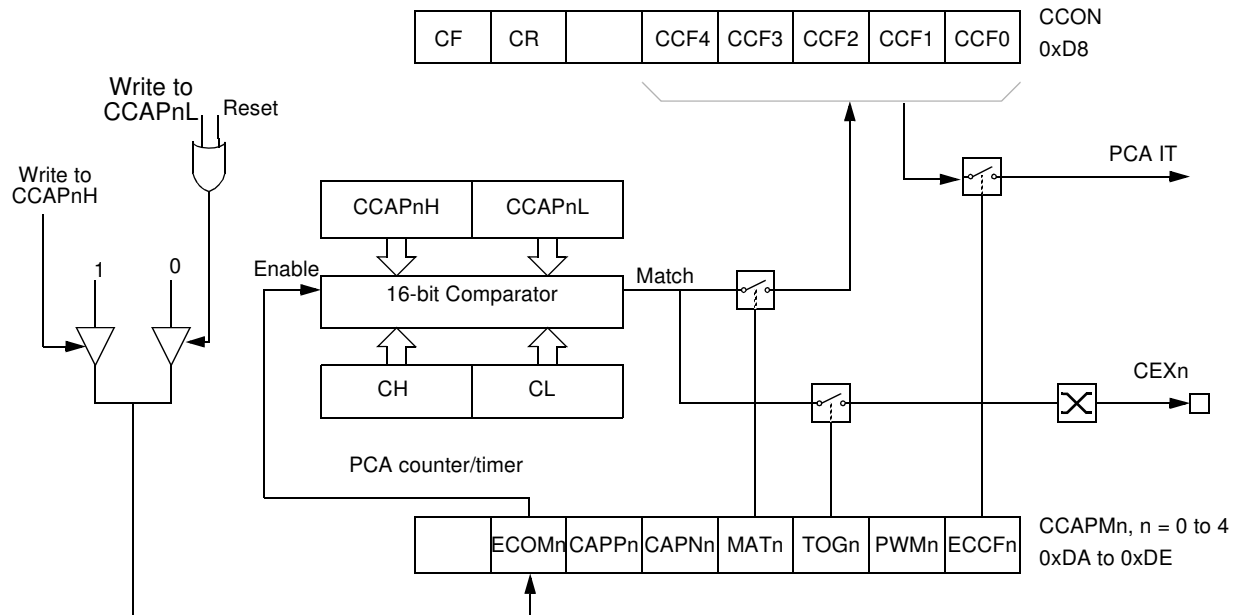 CF CR CCF4 CCF3 CCF2 CCF1 CCF0
CCON
0xD8
Write to
CCAPnL
Reset
Write to
CCAPnH
PCA IT
CCAPnH CCAPnL
1
0
Enable
16-bit Comparator
Match
CH CL
CEXn
PCA counter/timer
ECOMn CAPPn CAPNn MATn TOGn PWMn ECCFn
CCAPMn, n = 0 to 4
0xDA to 0xDE